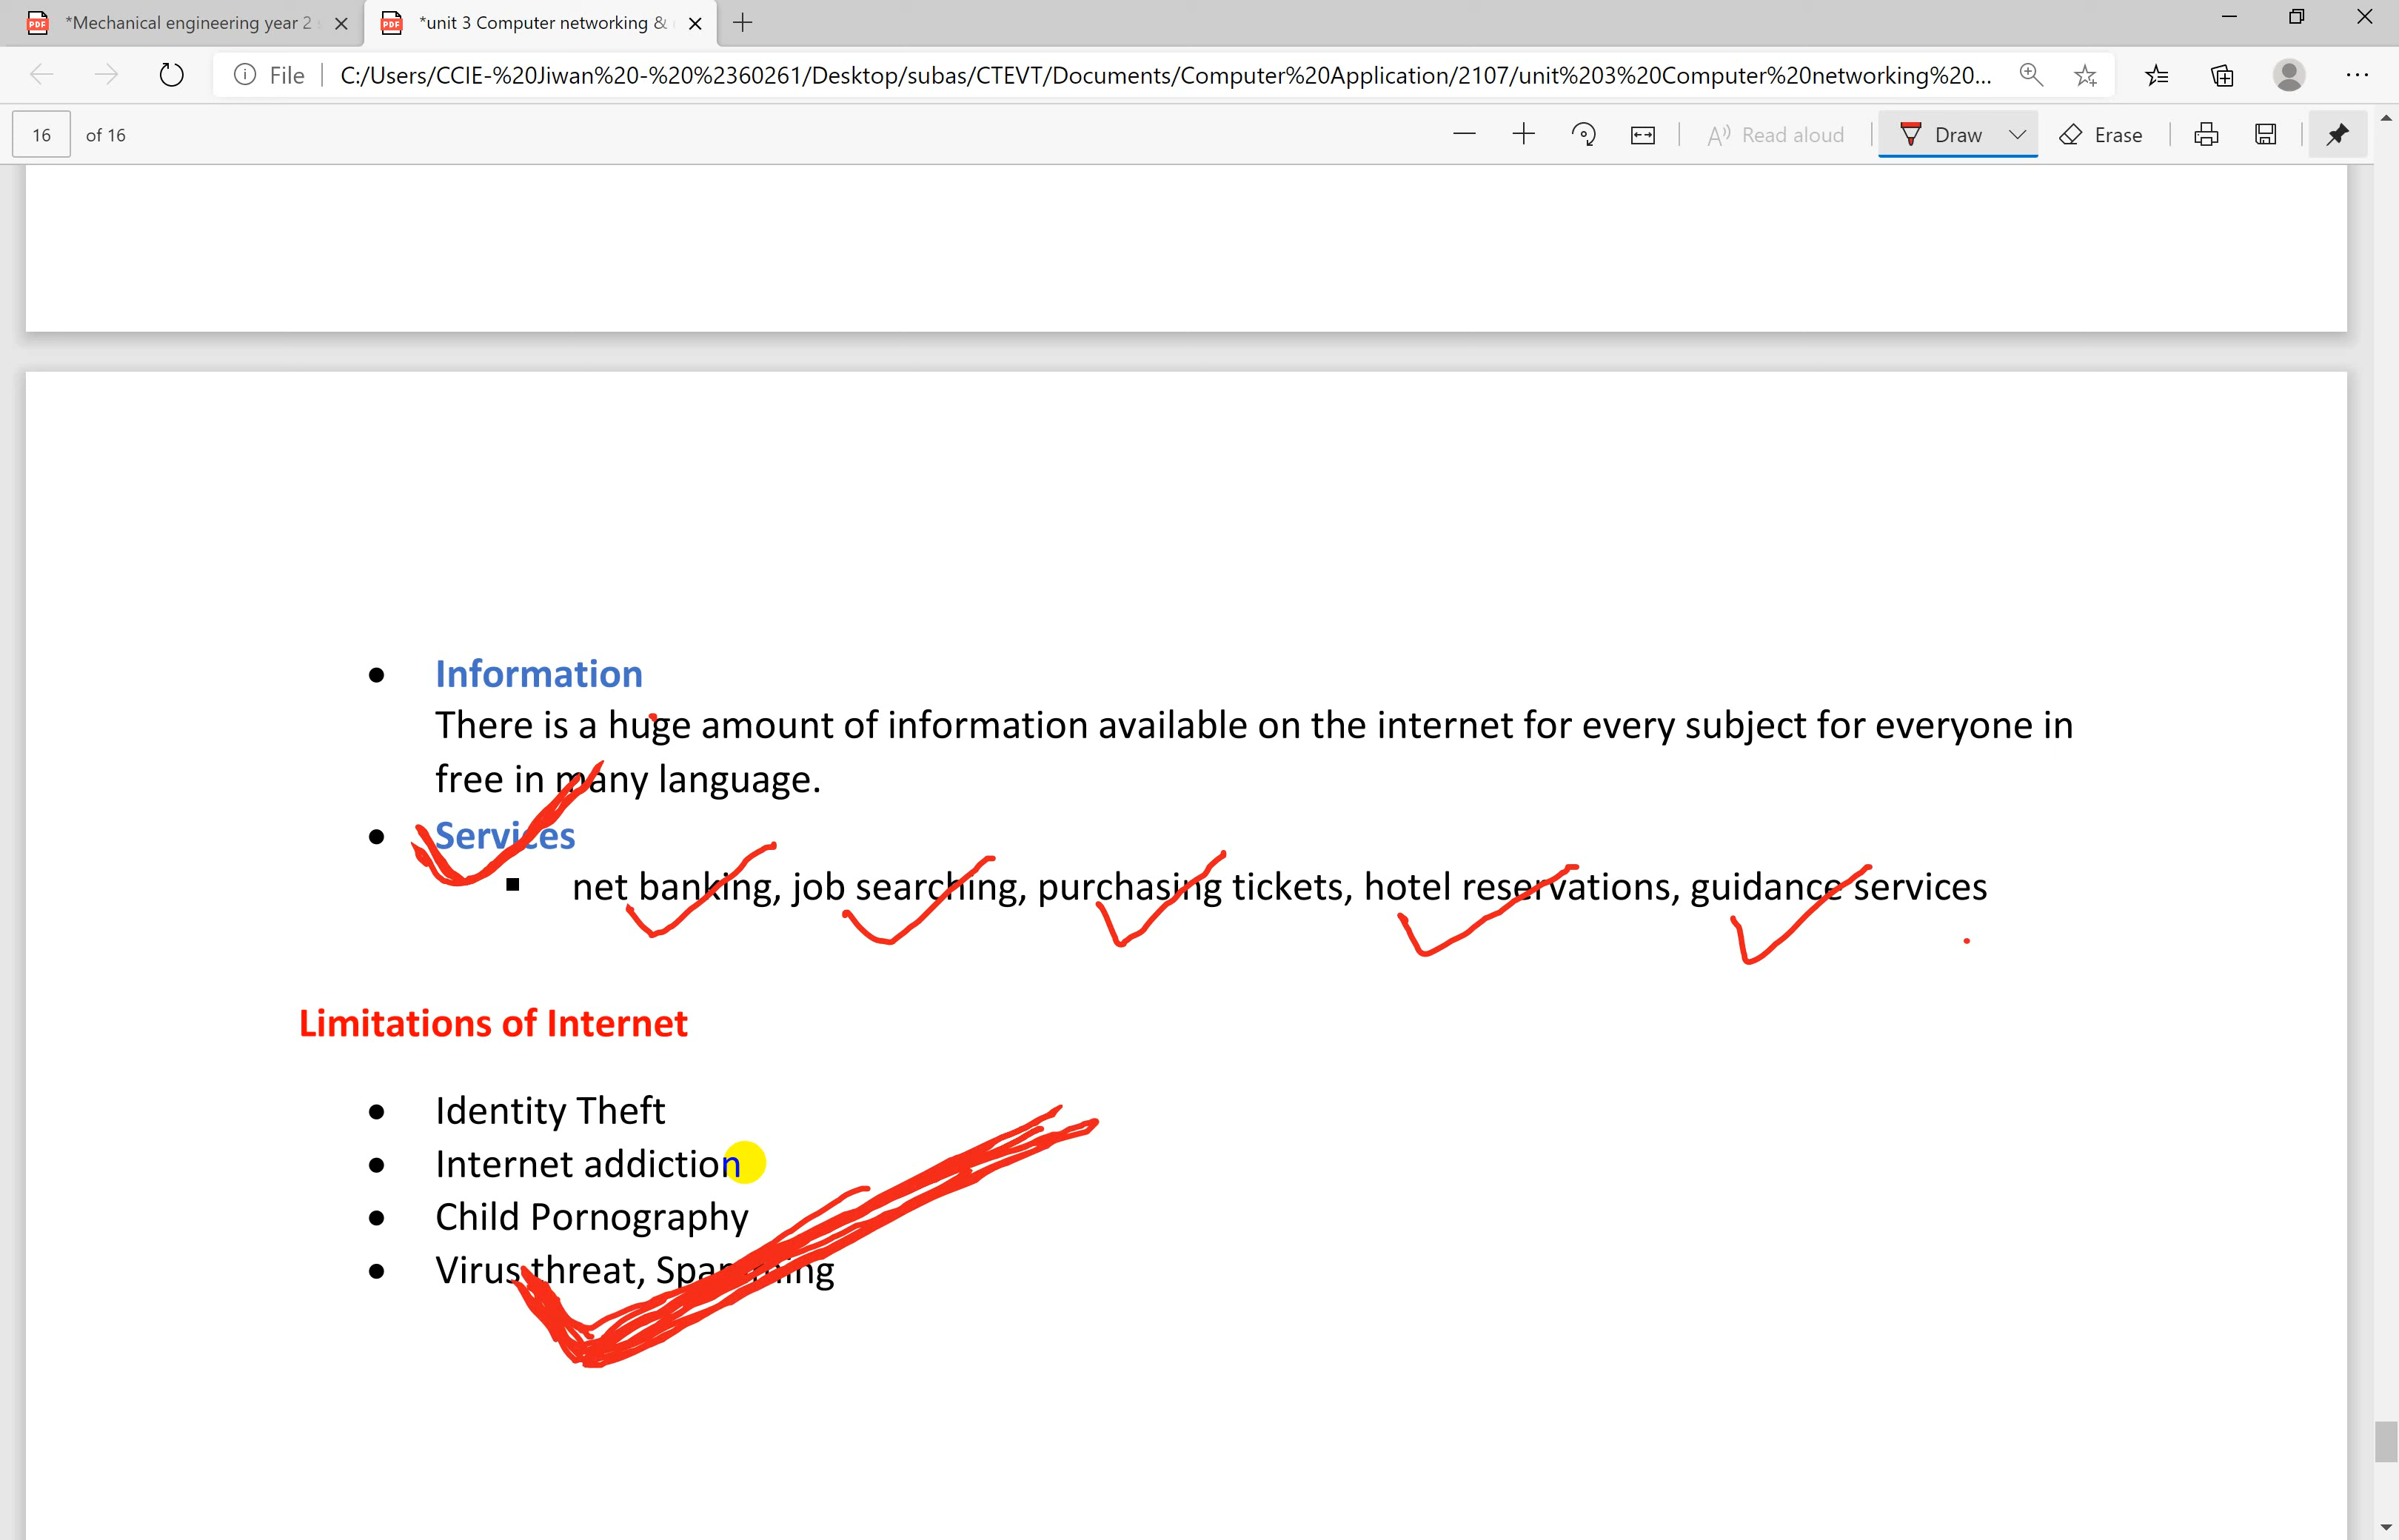 *Mechanical engineering year 2
*unit 3 Computer networking &
File
C:/Users/CCIE-%20Jiwan%20-%20%2360261/Desktop/subas/CTEVT/Documents/Computer%20Application/2107/unit%203%20Computer%20networking%20...
16 of 16
Read aloud
Draw
Erase
Information
There is a huge amount of information available on the internet for every subject for everyone in
free in many language.
Services
net banking, job searching, purchasing tickets, hotel reservations, guidance services
Limitations of Internet
Identity Theft
Internet addiction
Child Pornography
Virus threat, Spamming